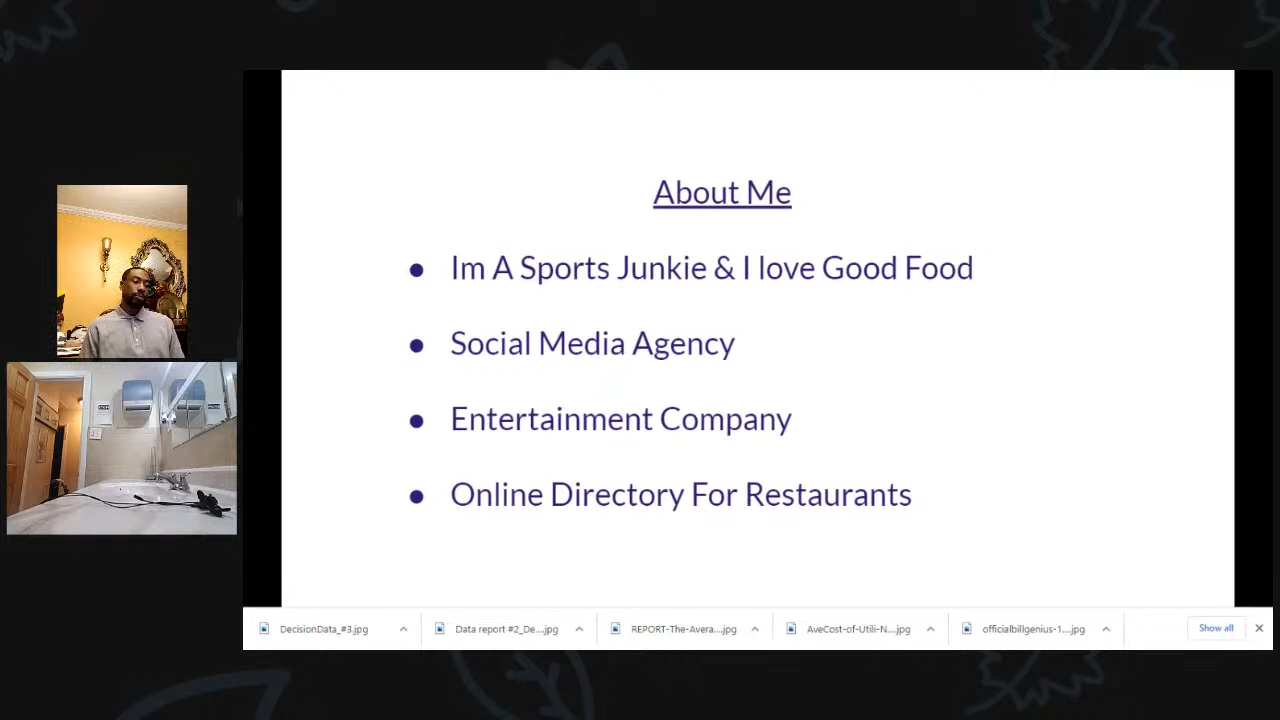 About Me
● Im A Sports Junkie & I love Good Food
● Social Media Agency
● Entertainment Company
● Online Directory For Restaurants
DecisionData_#3.jpg
Data report #2_De....jpg
REPORT-The-Avera....jpg
AveCost-of-Utili-N....jpg
officialbillgenius-1....jpg
Show all